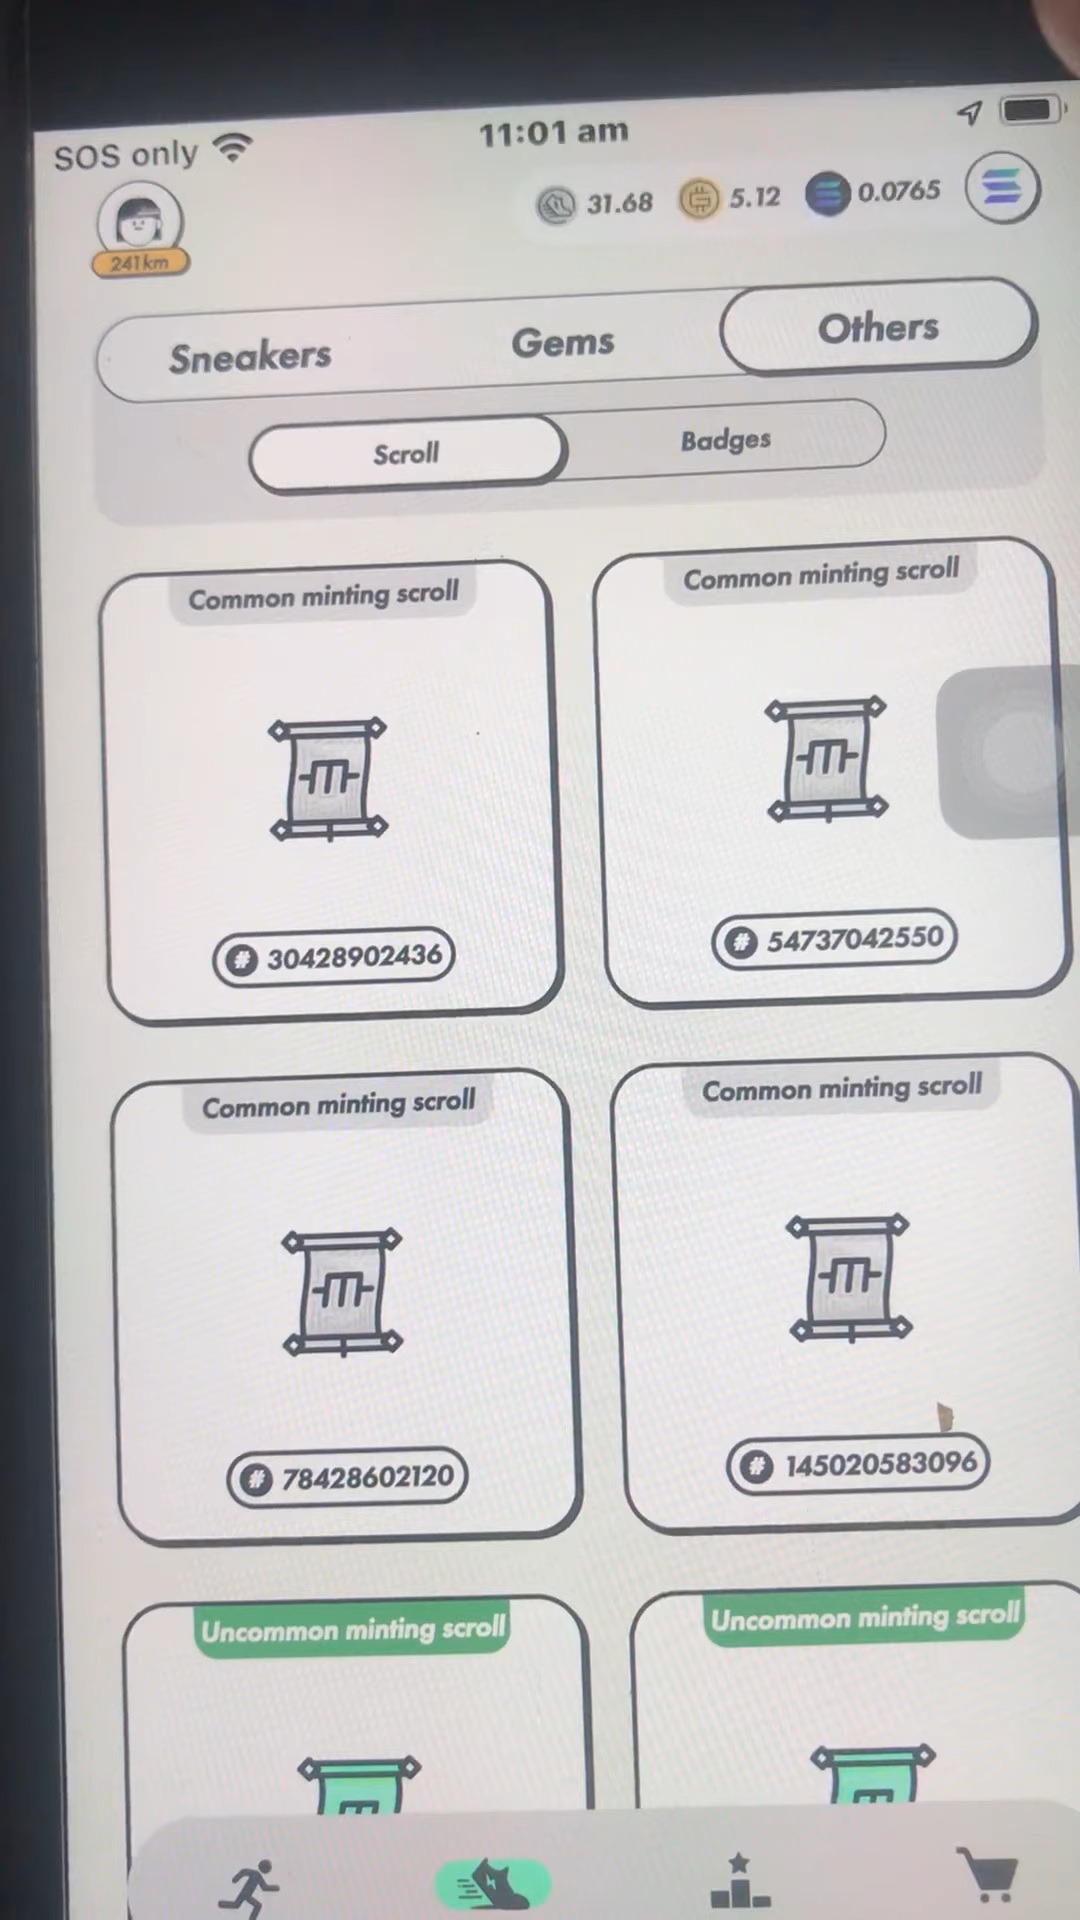 SOS only
11:01 am
31.68
5.12
0.0765
241km
Sneakers
Gems
Others
Scroll
Badges
Common minting scroll
Common minting scroll
# 30428902436
# 54737042550
Common minting scroll
Common minting scroll
# 78428602120
# 145020583096
Uncommon minting scroll
Uncommon minting scroll